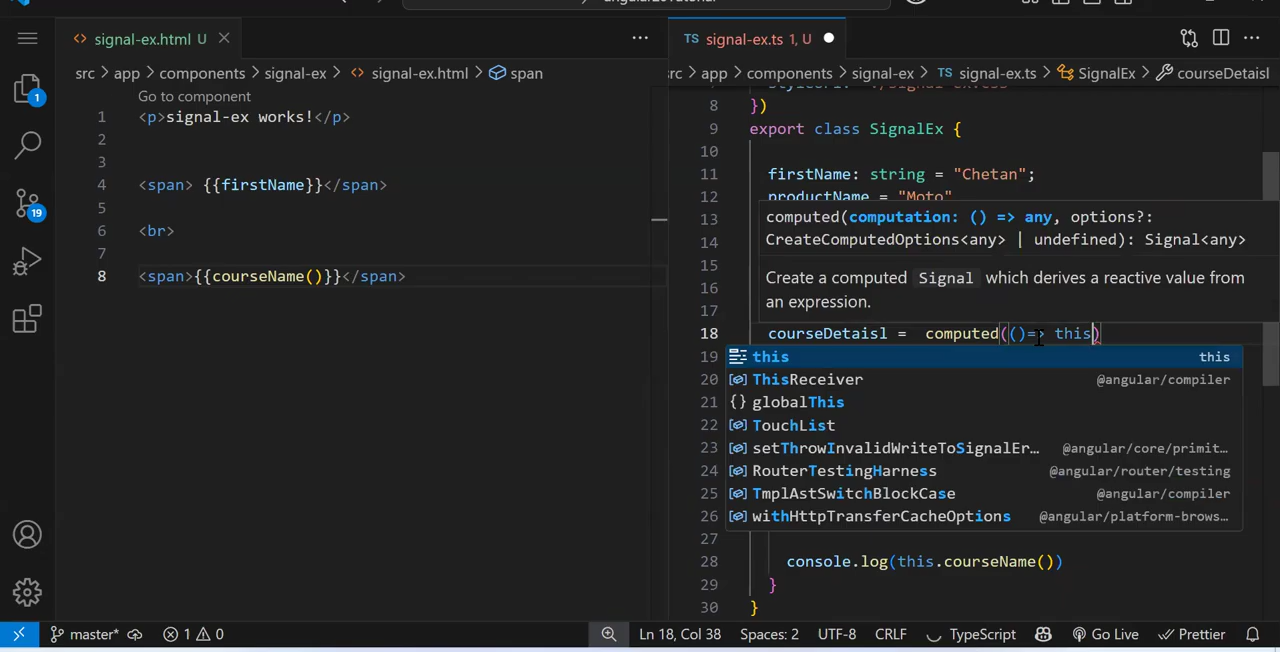 signal-ex.html U
signal-ex.ts 1, U
src > app > components > signal-ex > signal-ex.html > span
src > app > components > signal-ex > signal-ex.ts > SignalEx > courseDetaisl
Go to component
1 <p>signal-ex works!</p>
2
3
4 <span> {{firstName}}</span>
5
6 <br>
7
8 <span>{{courseName()}}</span>
8 })
9 export class SignalEx {
10
11 firstName: string = "Chetan";
12 productName = "Moto"
13
14
15
16
17
computed(computation: () => any, options?:
CreateComputedOptions<any> | undefined): Signal<any>
Create a computed Signal which derives a reactive value from
an expression.
18 courseDetaisl = computed(()=> this)
19
20
21
22
23
24
25
26
this this
ThisReceiver @angular/compiler
globalThis
TouchList
setThrowInvalidWriteToSignalEr… @angular/core/primit…
RouterTestingHarness @angular/router/testing
TmplAstSwitchBlockCase @angular/compiler
withHttpTransferCacheOptions @angular/platform-brows…
27
28 console.log(this.courseName())
29 }
30 }
1
19
master* 1 0 Ln 18, Col 38 Spaces: 2 UTF-8 CRLF TypeScript Go Live Prettier